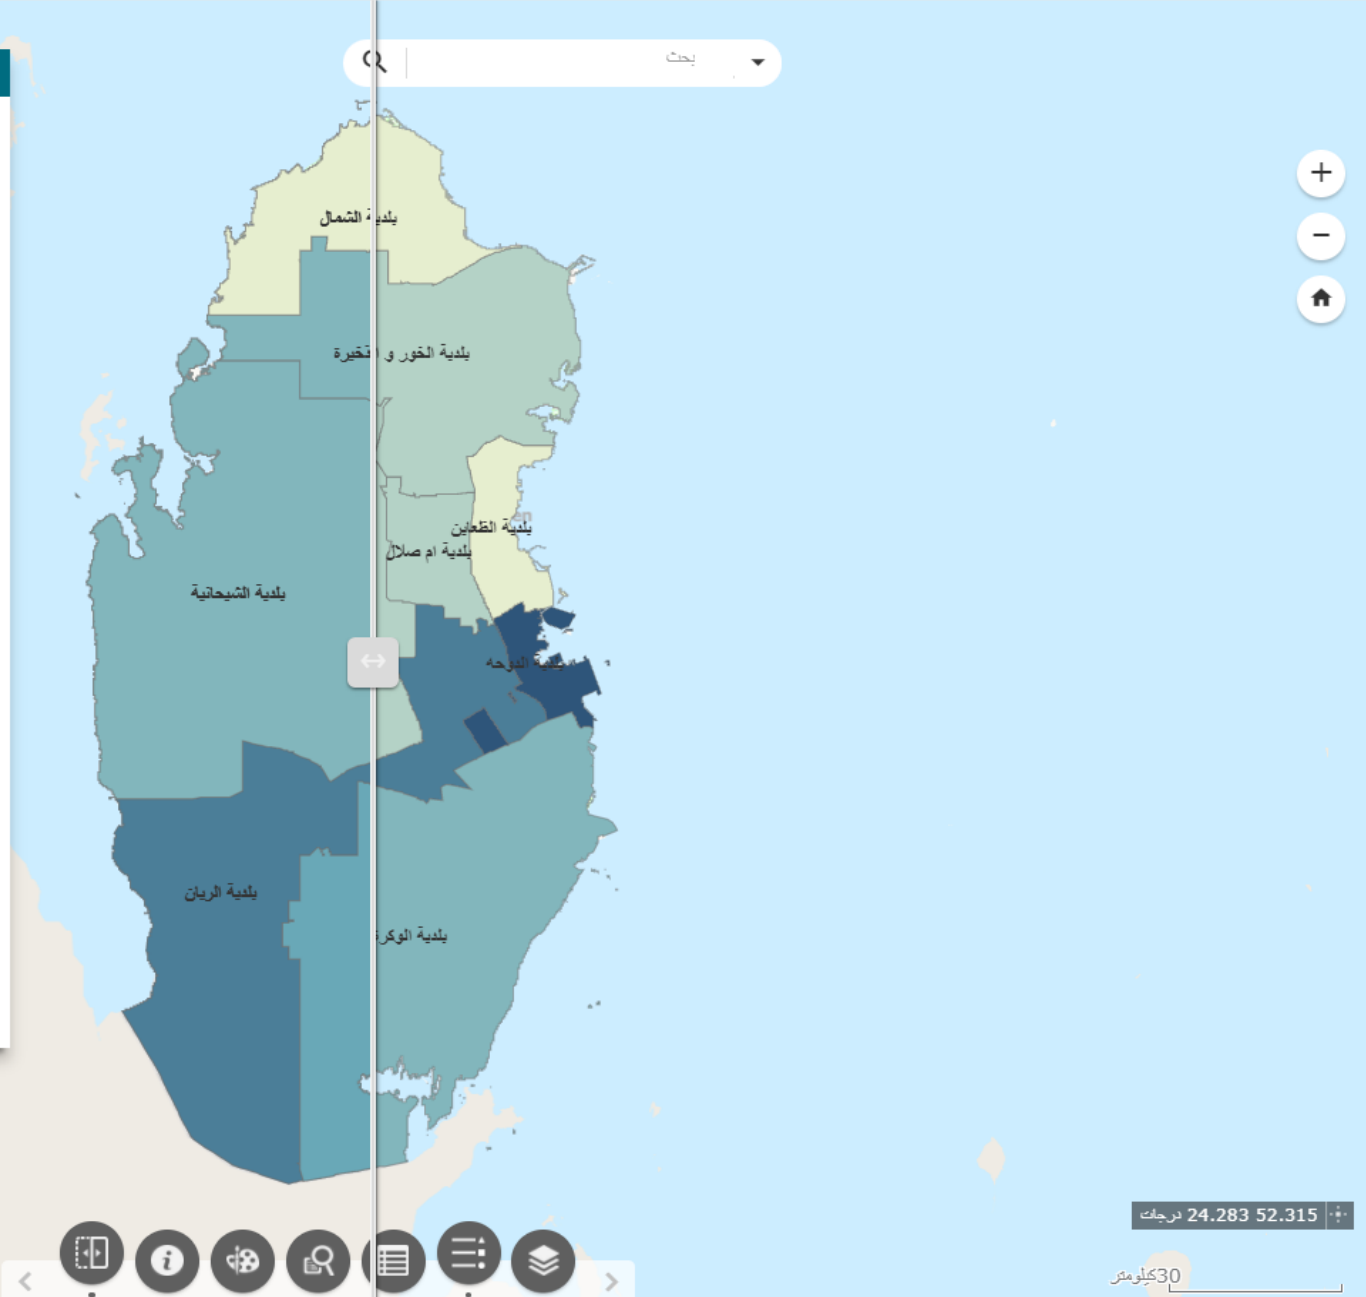 بحث
بلدية الشمال
بلدية الخور و الذخيرة
بلدية الظعاين
بلدية ام صلال
بلدية الشيحانية
بلدية الدوحه
بلدية الريان
بلدية الوكرة
24.283 52.315 درجات
30كيلومتر